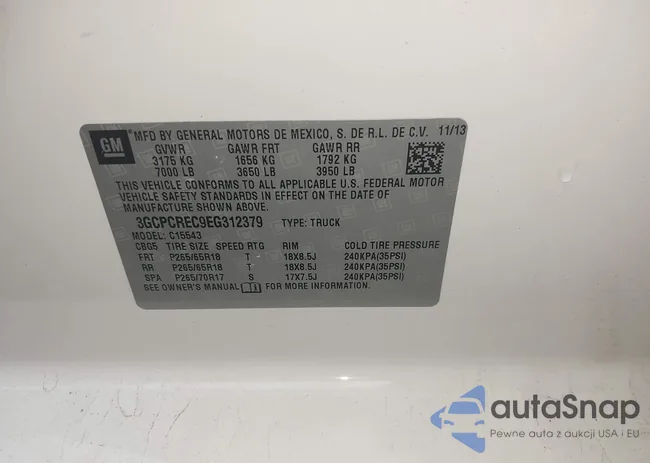 GM
MFD BY GENERAL MOTORS DE MEXICO, S. DE R.L. DE C.V. 11/13
GVWR GAWR FRT GAWR RR
3175 KG 1656 KG 1792 KG
7000 LB 3650 LB 3950 LB
THIS VEHICLE CONFORMS TO ALL APPLICABLE U.S. FEDERAL MOTOR
VEHICLE SAFETY STANDARDS IN EFFECT ON THE DATE OF
MANUFACTURE SHOWN ABOVE.
3GCPCREC9EG312379 TYPE: TRUCK
MODEL: C15543
CBG5 TIRE SIZE SPEED RTG RIM COLD TIRE PRESSURE
FRT P265/65R18 T 18X8.5J 240KPA(35PSI)
RR P265/65R18 T 18X8.5J 240KPA(35PSI)
SPA P265/70R17 S 17X7.5J 240KPA(35PSI)
SEE OWNER'S MANUAL FOR MORE INFORMATION.
autaSnap
Pewne auta z aukcji USA i EU